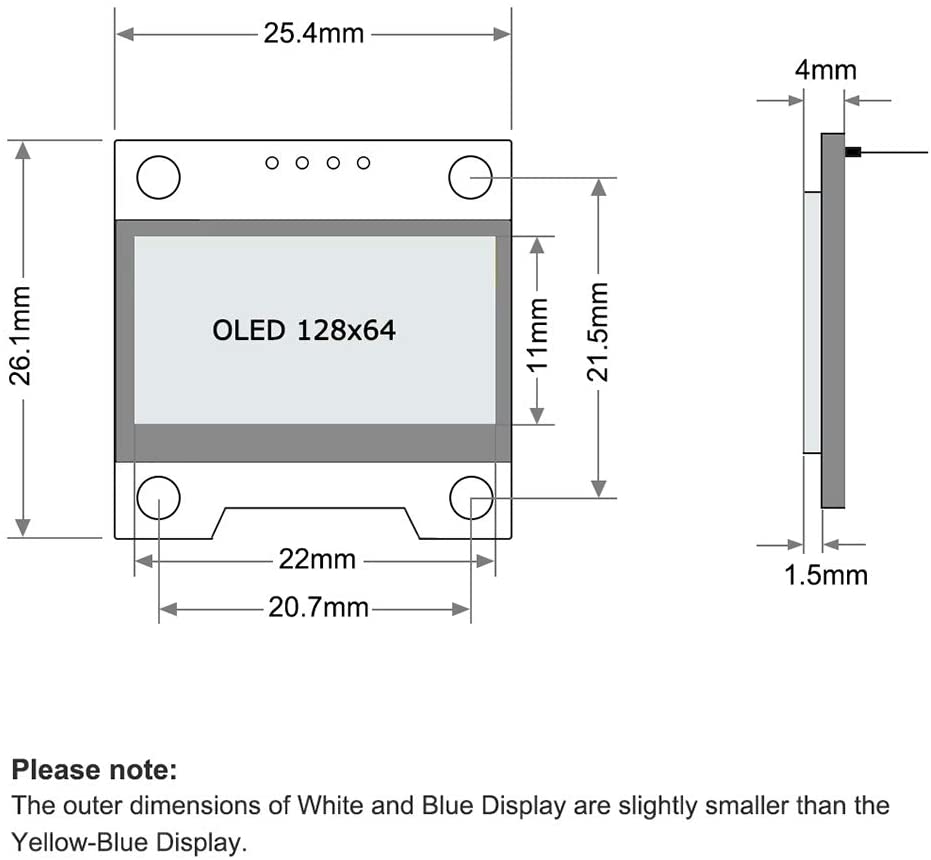 25.4mm
4mm
26.1mm
OLED 128x64
11mm
21.5mm
22mm
1.5mm
20.7mm
Please note:
The outer dimensions of White and Blue Display are slightly smaller than the
Yellow-Blue Display.